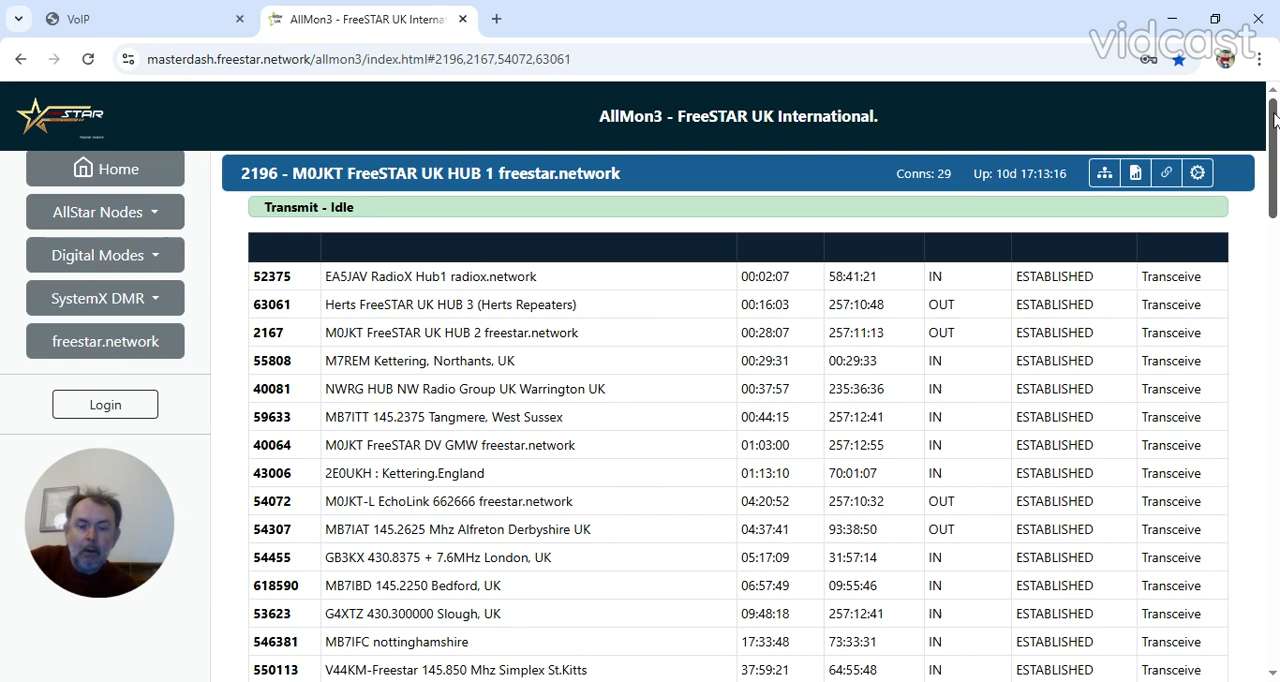 VoIP
AllMon3 - FreeSTAR UK Interna
vidcast
masterdash.freestar.network/allmon3/index.html#2196,2167,54072,63061
STAR
AllMon3 - FreeSTAR UK International.
Home
AllStar Nodes
Digital Modes
SystemX DMR
freestar.network
Login
2196 - M0JKT FreeSTAR UK HUB 1 freestar.network Conns: 29 Up: 10d 17:13:16
Transmit - Idle
52375 EA5JAV RadioX Hub1 radiox.network 00:02:07 58:41:21 IN ESTABLISHED Transceive
63061 Herts FreeSTAR UK HUB 3 (Herts Repeaters) 00:16:03 257:10:48 OUT ESTABLISHED Transceive
2167 M0JKT FreeSTAR UK HUB 2 freestar.network 00:28:07 257:11:13 OUT ESTABLISHED Transceive
55808 M7REM Kettering, Northants, UK 00:29:31 00:29:33 IN ESTABLISHED Transceive
40081 NWRG HUB NW Radio Group UK Warrington UK 00:37:57 235:36:36 IN ESTABLISHED Transceive
59633 MB7ITT 145.2375 Tangmere, West Sussex 00:44:15 257:12:41 IN ESTABLISHED Transceive
40064 M0JKT FreeSTAR DV GMW freestar.network 01:03:00 257:12:55 IN ESTABLISHED Transceive
43006 2E0UKH : Kettering.England 01:13:10 70:01:07 IN ESTABLISHED Transceive
54072 M0JKT-L EchoLink 662666 freestar.network 04:20:52 257:10:32 OUT ESTABLISHED Transceive
54307 MB7IAT 145.2625 Mhz Alfreton Derbyshire UK 04:37:41 93:38:50 OUT ESTABLISHED Transceive
54455 GB3KX 430.8375 + 7.6MHz London, UK 05:17:09 31:57:14 IN ESTABLISHED Transceive
618590 MB7IBD 145.2250 Bedford, UK 06:57:49 09:55:46 IN ESTABLISHED Transceive
53623 G4XTZ 430.300000 Slough, UK 09:48:18 257:12:41 IN ESTABLISHED Transceive
546381 MB7IFC nottinghamshire 17:33:48 73:33:31 IN ESTABLISHED Transceive
550113 V44KM-Freestar 145.850 Mhz Simplex St.Kitts 37:59:21 64:55:48 IN ESTABLISHED Transceive